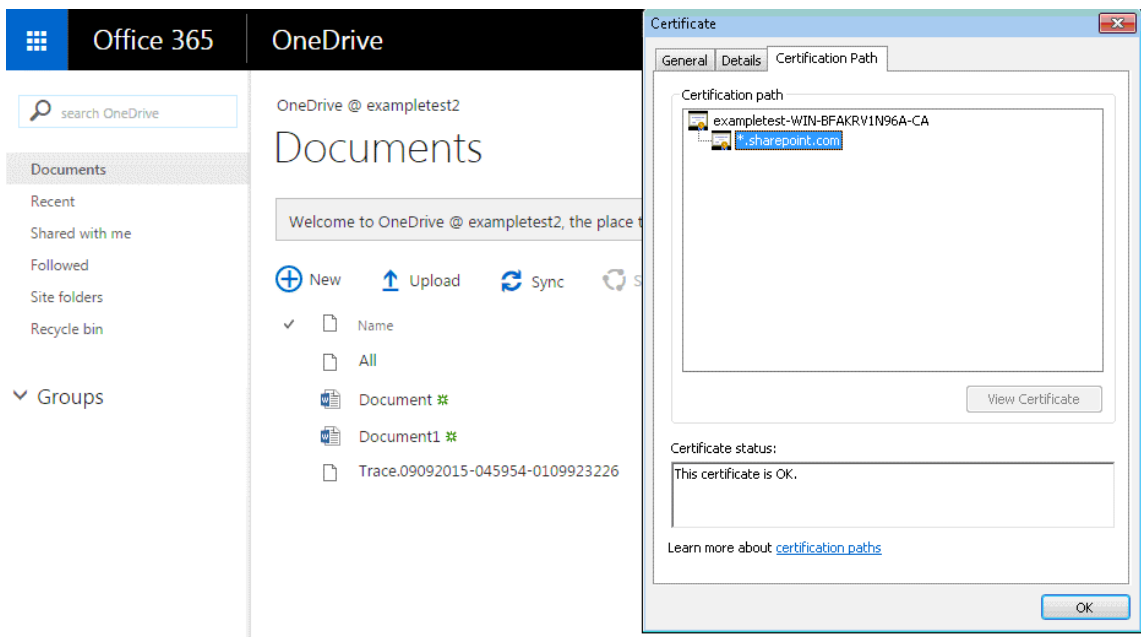 Office 365
OneDrive
search OneDrive
Documents
Recent
Shared with me
Followed
Site folders
Recycle bin
Groups
OneDrive @ exampletest2
Documents
Welcome to OneDrive @ exampletest2, the place t
New Upload Sync S
Name
All
Document
Document1
Trace.09092015-045954-0109923226
Certificate
General Details Certification Path
Certification path
exampletest-WIN-BFAKRV1N96A-CA
*.sharepoint.com
View Certificate
Certificate status:
This certificate is OK.
Learn more about certification paths
OK